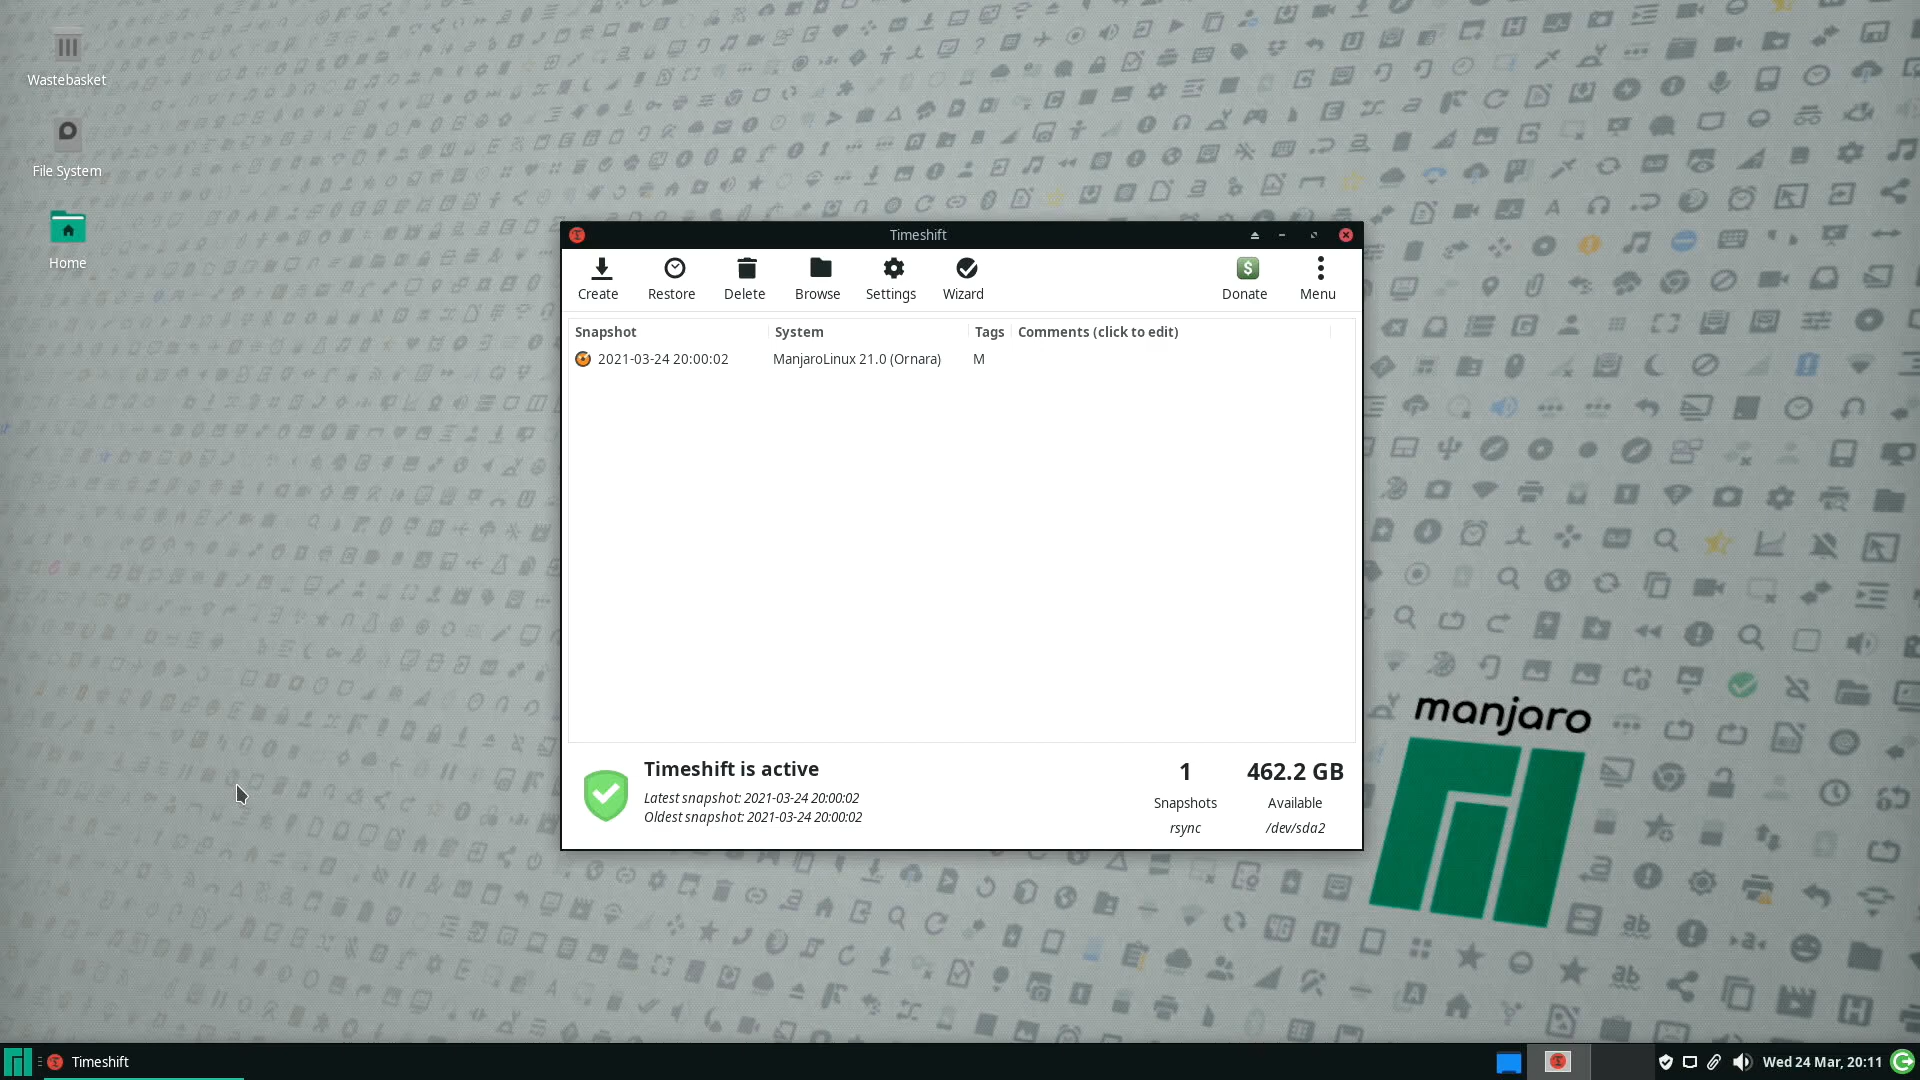 Wastebasket
File System
Home
Timeshift
Create Restore Delete Browse Settings Wizard Donate Menu
Snapshot System Tags Comments (click to edit)
2021-03-24 20:00:02 ManjaroLinux 21.0 (Ornara) M
Timeshift is active
Latest snapshot: 2021-03-24 20:00:02
Oldest snapshot: 2021-03-24 20:00:02
1
Snapshots
rsync
462.2 GB
Available
/dev/sda2
manjaro
Timeshift
Wed 24 Mar, 20:11